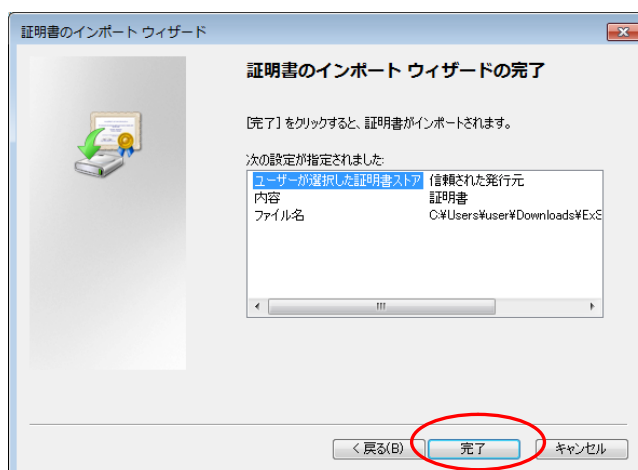 証明書のインポート ウィザード
証明書のインポート ウィザードの完了
[完了] をクリックすると、証明書がインポートされます。
次の設定が指定されました:
ユーザーが選択した証明書ストア 信頼された発行元
内容 証明書
ファイル名 C:¥Users¥user¥Downloads¥ExS
< 戻る(B)
完了
キャンセル